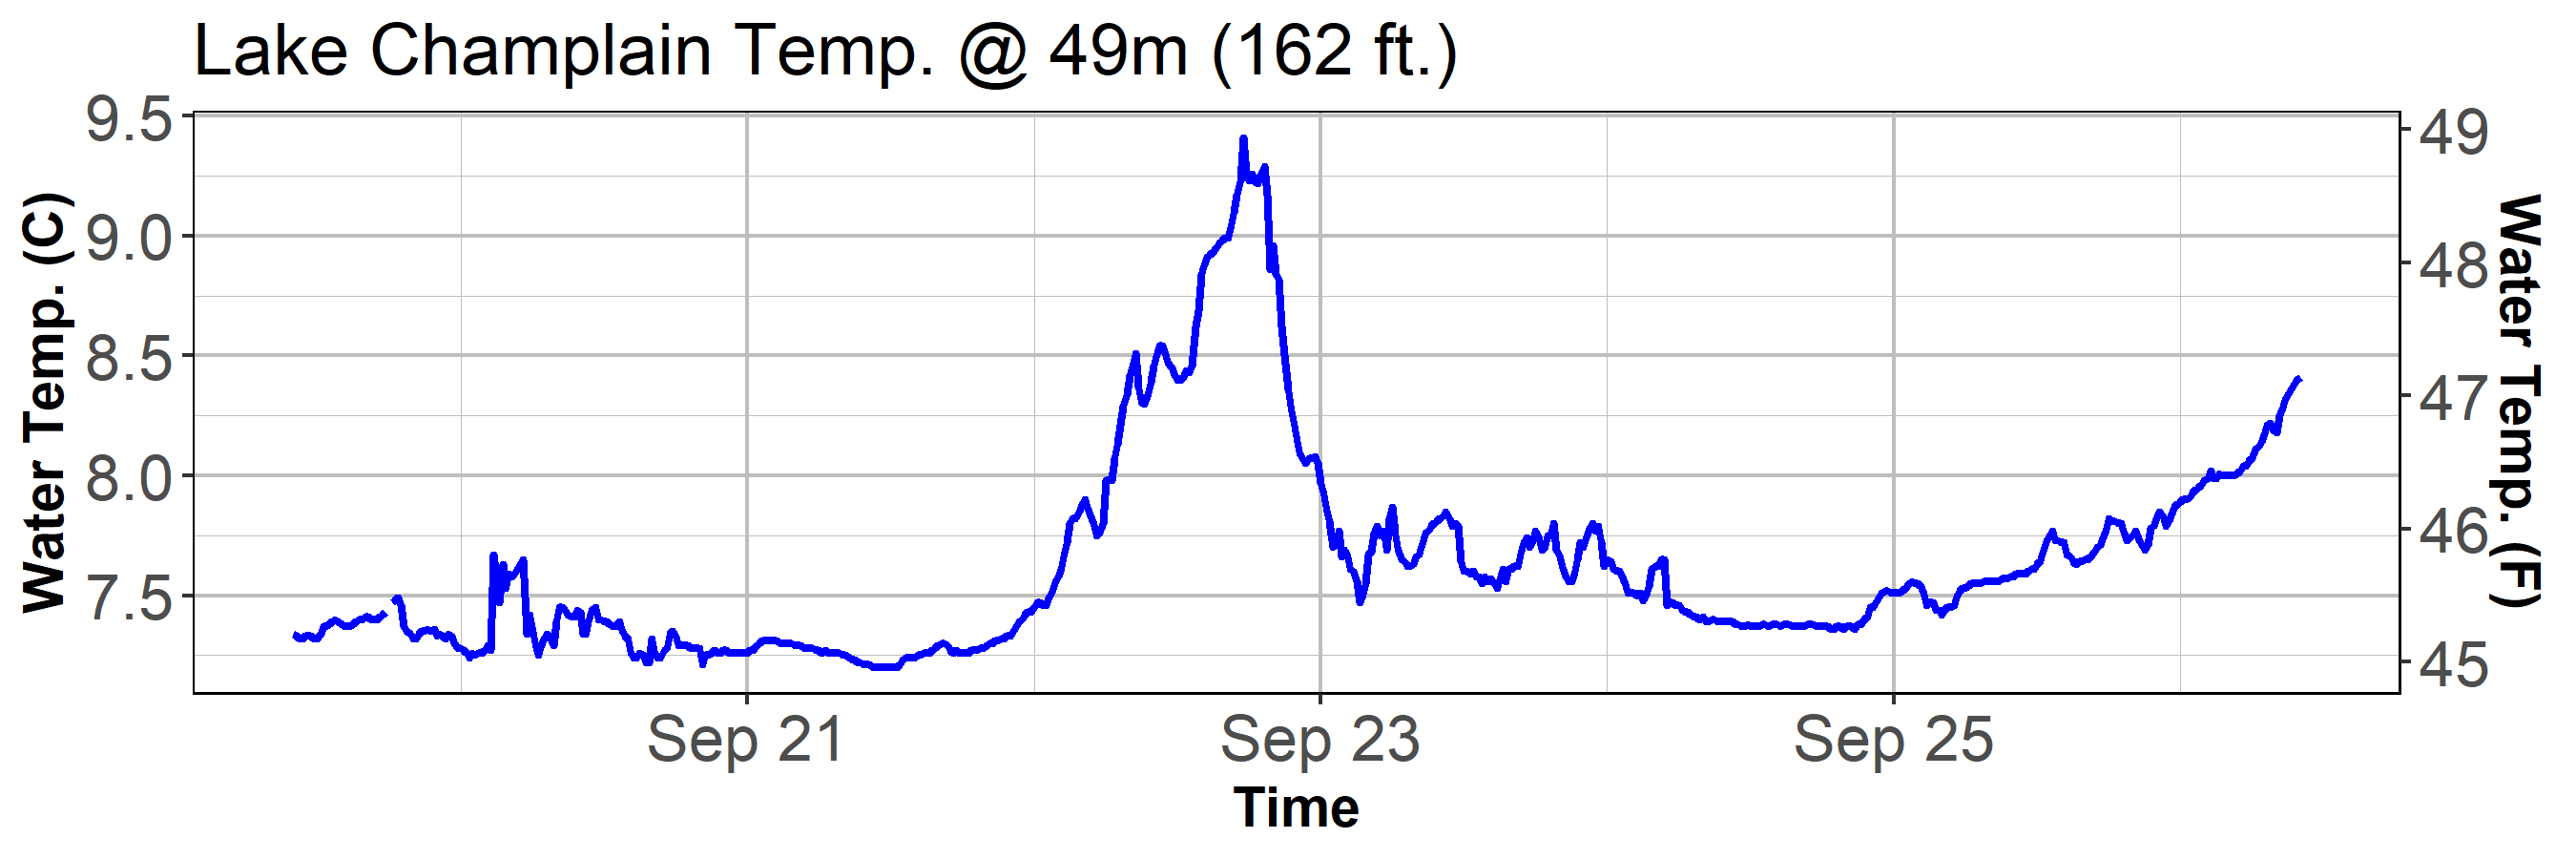 Lake Champlain Temp. @ 49m (162 ft.)
Water Temp. (C)
9.5
9.0
8.5
8.0
7.5
49
48
47
46
45
Water Temp. (F)
Sep 21 Sep 23 Sep 25
Time